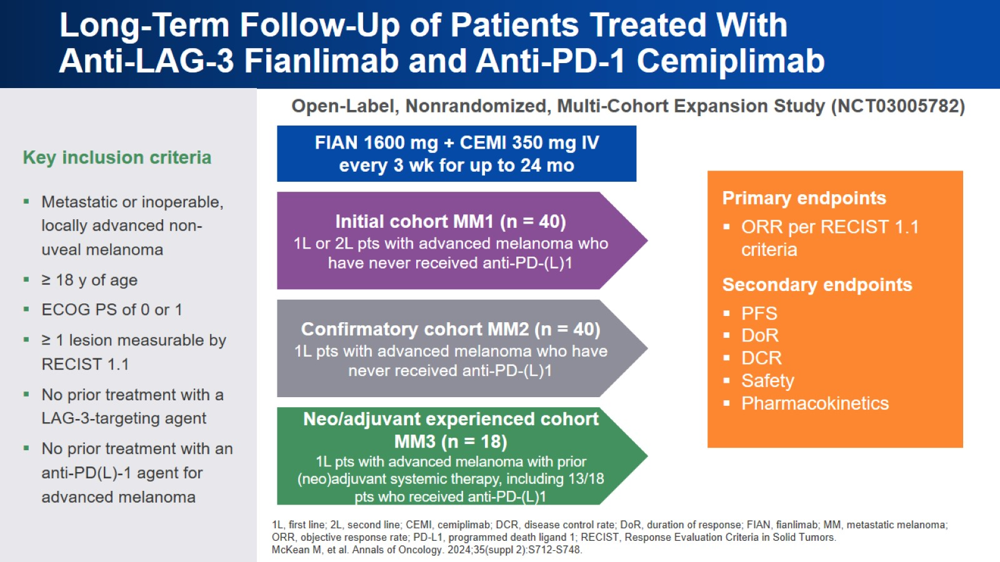 Long-Term Follow-Up of Patients Treated With
Anti-LAG-3 Fianlimab and Anti-PD-1 Cemiplimab
Key inclusion criteria
▪ Metastatic or inoperable,
locally advanced non-
uveal melanoma
▪ ≥ 18 y of age
▪ ECOG PS of 0 or 1
▪ ≥ 1 lesion measurable by
RECIST 1.1
▪ No prior treatment with a
LAG-3-targeting agent
▪ No prior treatment with an
anti-PD(L)-1 agent for
advanced melanoma
Open-Label, Nonrandomized, Multi-Cohort Expansion Study (NCT03005782)
FIAN 1600 mg + CEMI 350 mg IV
every 3 wk for up to 24 mo
Initial cohort MM1 (n = 40)
1L or 2L pts with advanced melanoma who
have never received anti-PD-(L)1
Confirmatory cohort MM2 (n = 40)
1L pts with advanced melanoma who have
never received anti-PD-(L)1
Neo/adjuvant experienced cohort
MM3 (n = 18)
1L pts with advanced melanoma with prior
(neo)adjuvant systemic therapy, including 13/18
pts who received anti-PD-(L)1
Primary endpoints
▪ ORR per RECIST 1.1
criteria
Secondary endpoints
▪ PFS
▪ DoR
▪ DCR
▪ Safety
▪ Pharmacokinetics
1L, first line; 2L, second line; CEMI, cemiplimab; DCR, disease control rate; DoR, duration of response; FIAN, fianlimab; MM, metastatic melanoma;
ORR, objective response rate; PD-L1, programmed death ligand 1; RECIST, Response Evaluation Criteria in Solid Tumors.
McKean M, et al. Annals of Oncology. 2024;35(suppl 2):S712-S748.